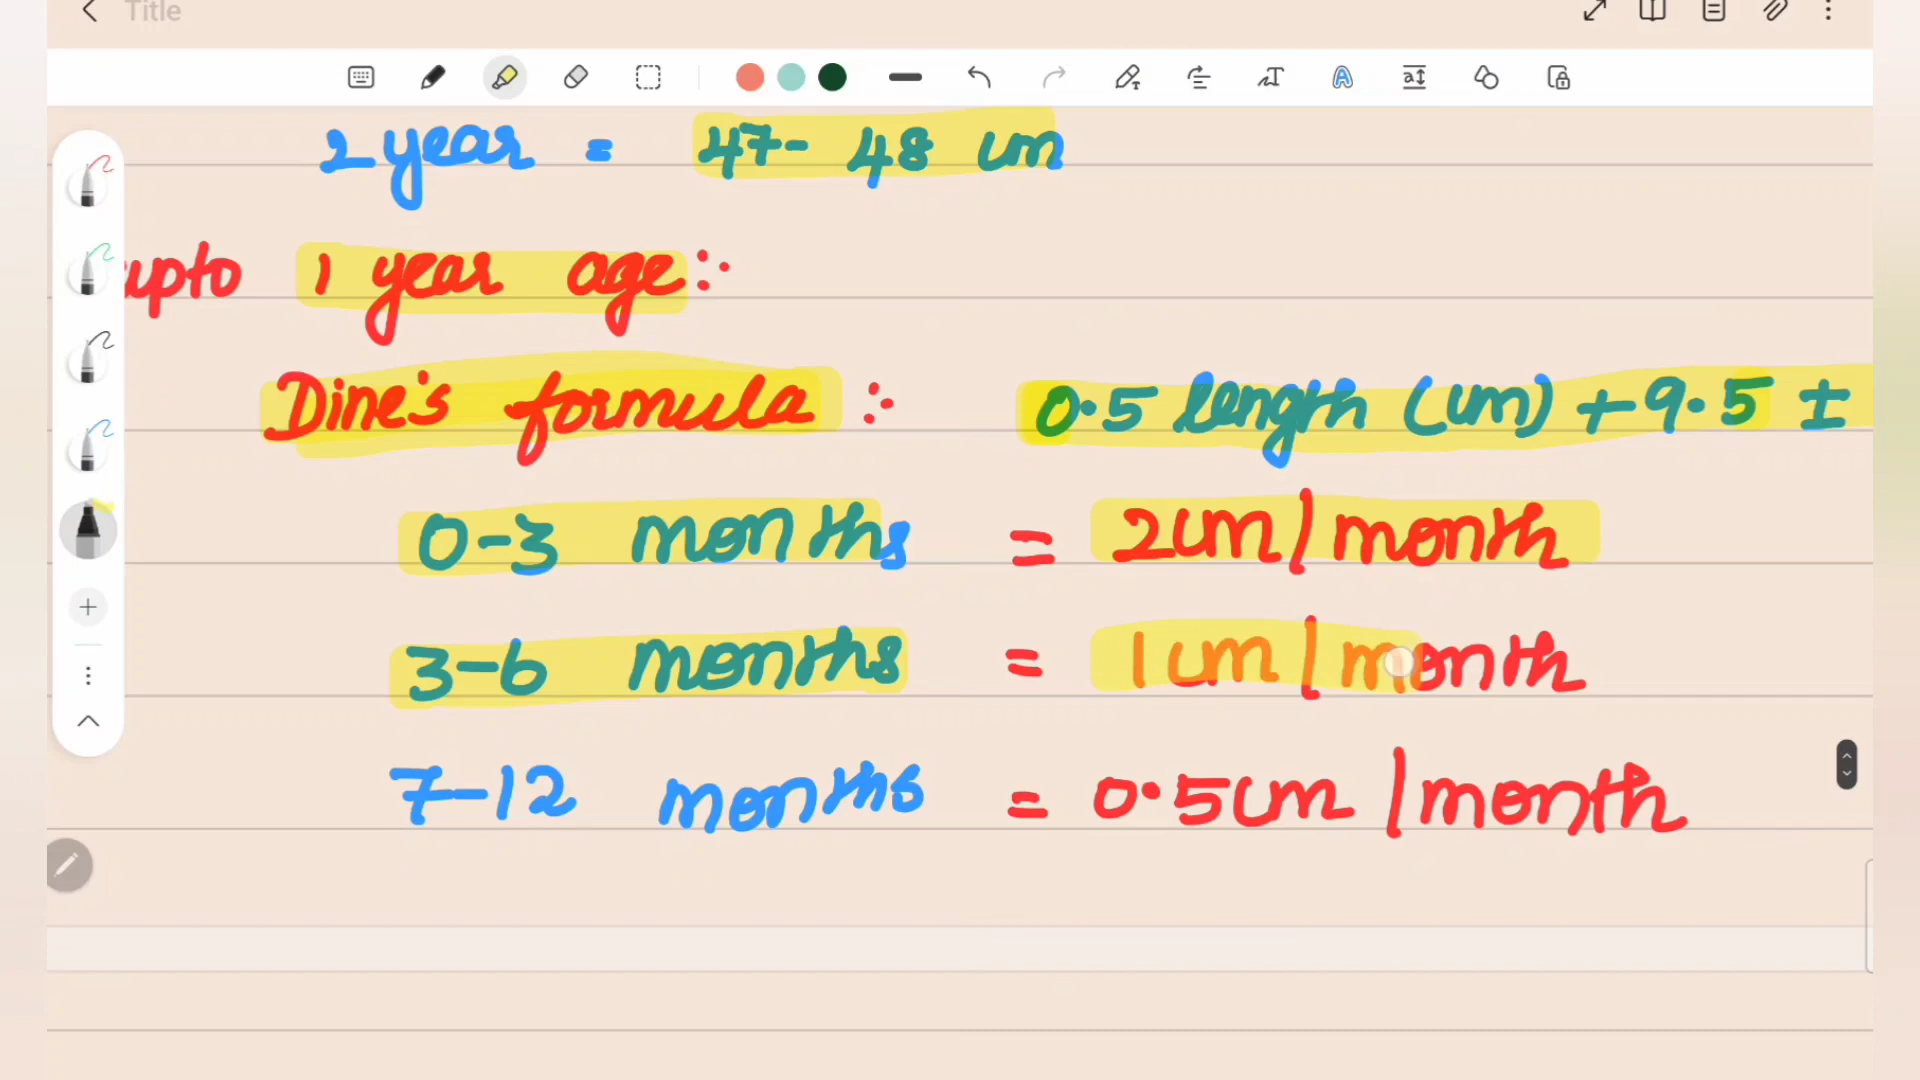 Title
2 year = 47- 48 cm
upto 1 year age :-
Dine's formula :- 0.5 length (cm) + 9.5 ±
0-3 months = 2cm/month
3-6 months = 1cm/month
7-12 months = 0.5cm/month